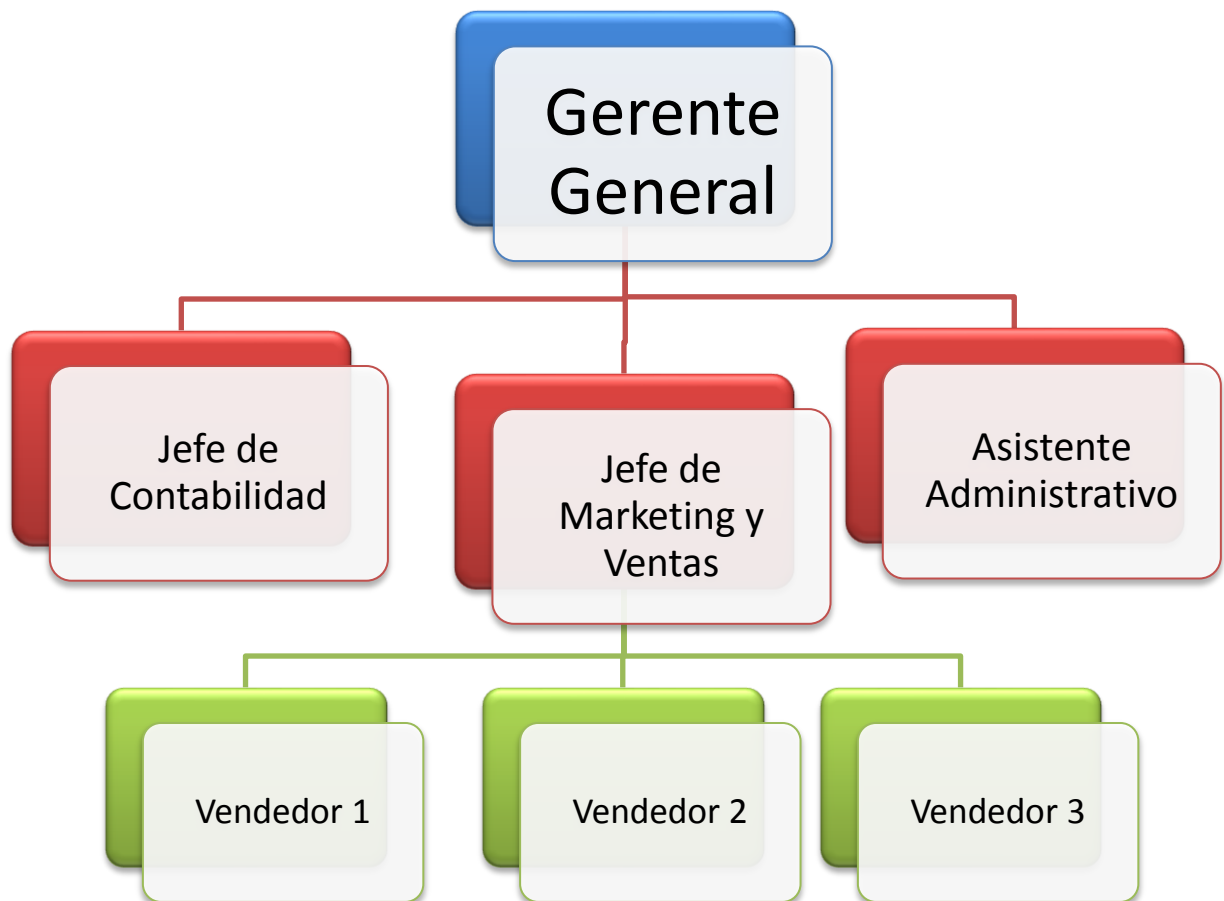 Gerente
General
Jefe de
Contabilidad
Jefe de
Marketing y
Ventas
Asistente
Administrativo
Vendedor 1
Vendedor 2
Vendedor 3